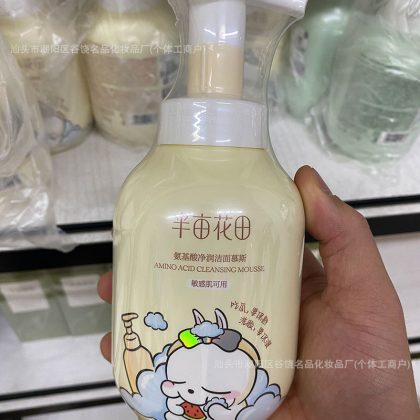 汕头市潮阳区谷饶名品化妆品厂(个体工商户)
半亩花田
氨基酸净润洁面慕斯
AMINO ACID CLEANSING MOUSSE
敏感肌可用
汕头市潮阳区谷饶名品化妆品厂(个体工商户)